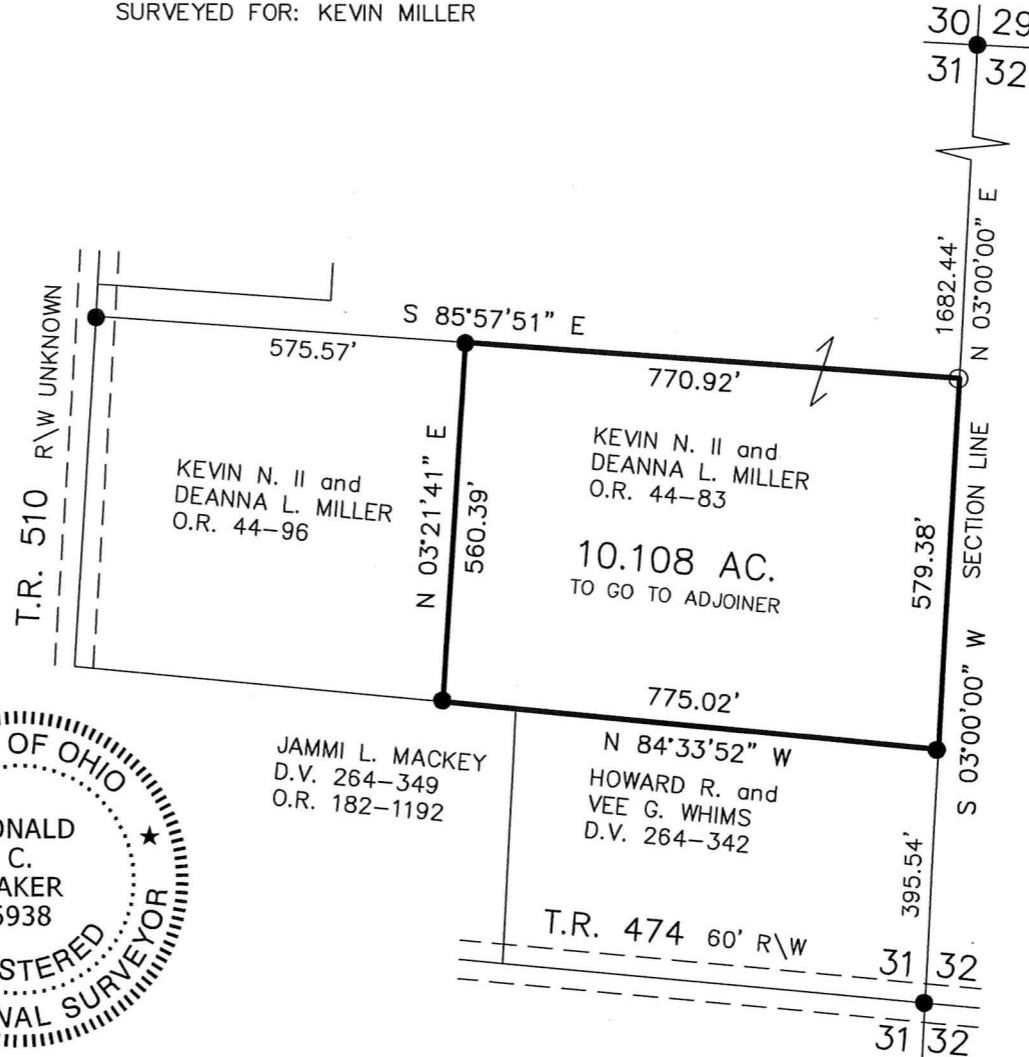 SURVEYED FOR: KEVIN MILLER
30 29
31 32
1682.44'
N 03°00'00" E
S 85°57'51" E
575.57'
770.92'
T.R. 510 R\W UNKNOWN
KEVIN N. II and
DEANNA L. MILLER
O.R. 44-96
N 03°21'41" E
560.39'
KEVIN N. II and
DEANNA L. MILLER
O.R. 44-83
10.108 AC.
TO GO TO ADJOINER
579.38'
S 03°00'00" W SECTION LINE
775.02'
N 84°33'52" W
JAMMI L. MACKEY
D.V. 264-349
O.R. 182-1192
HOWARD R. and
VEE G. WHIMS
D.V. 264-342
395.54'
T.R. 474 60' R\W
31 32
31 32
OF OHIO
ONALD
C.
AKER
5938
STERED
NAL SURVEYOR